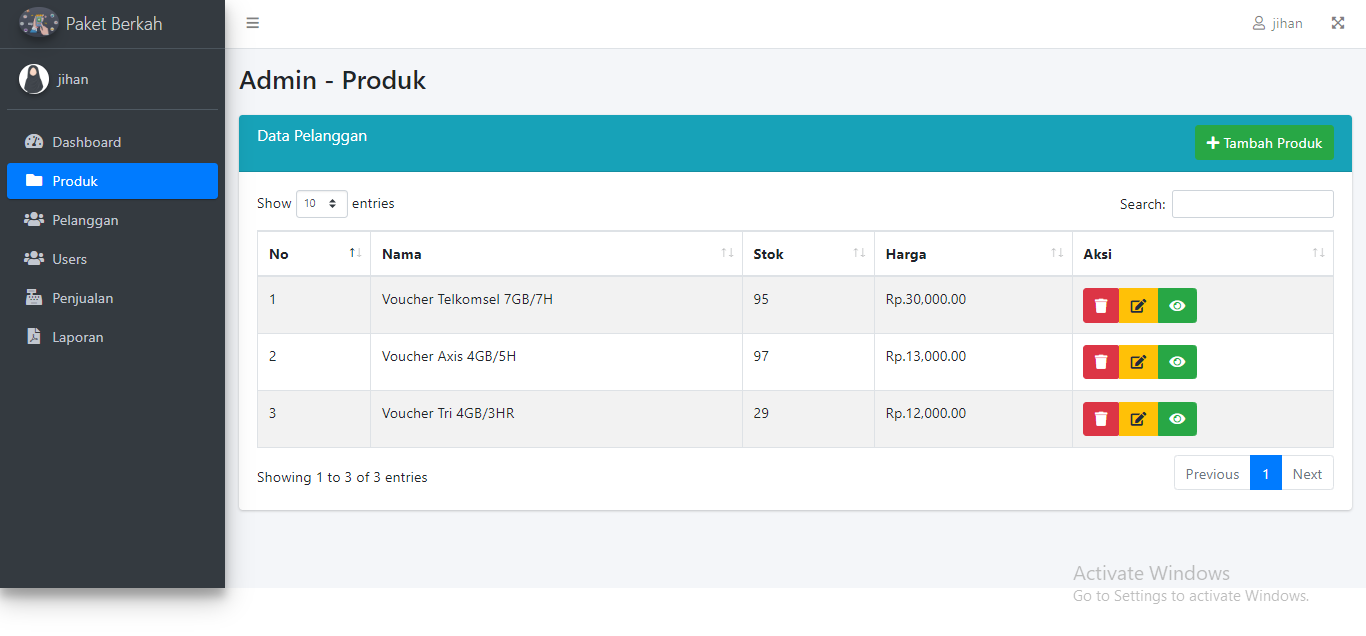 Paket Berkah
jihan
jihan
Dashboard
Produk
Pelanggan
Users
Penjualan
Laporan
Admin - Produk
Data Pelanggan
Tambah Produk
Show 10 entries
Search:
No Nama Stok Harga Aksi
1 Voucher Telkomsel 7GB/7H 95 Rp.30,000.00
2 Voucher Axis 4GB/5H 97 Rp.13,000.00
3 Voucher Tri 4GB/3HR 29 Rp.12,000.00
Showing 1 to 3 of 3 entries
Previous 1 Next
Activate Windows
Go to Settings to activate Windows.